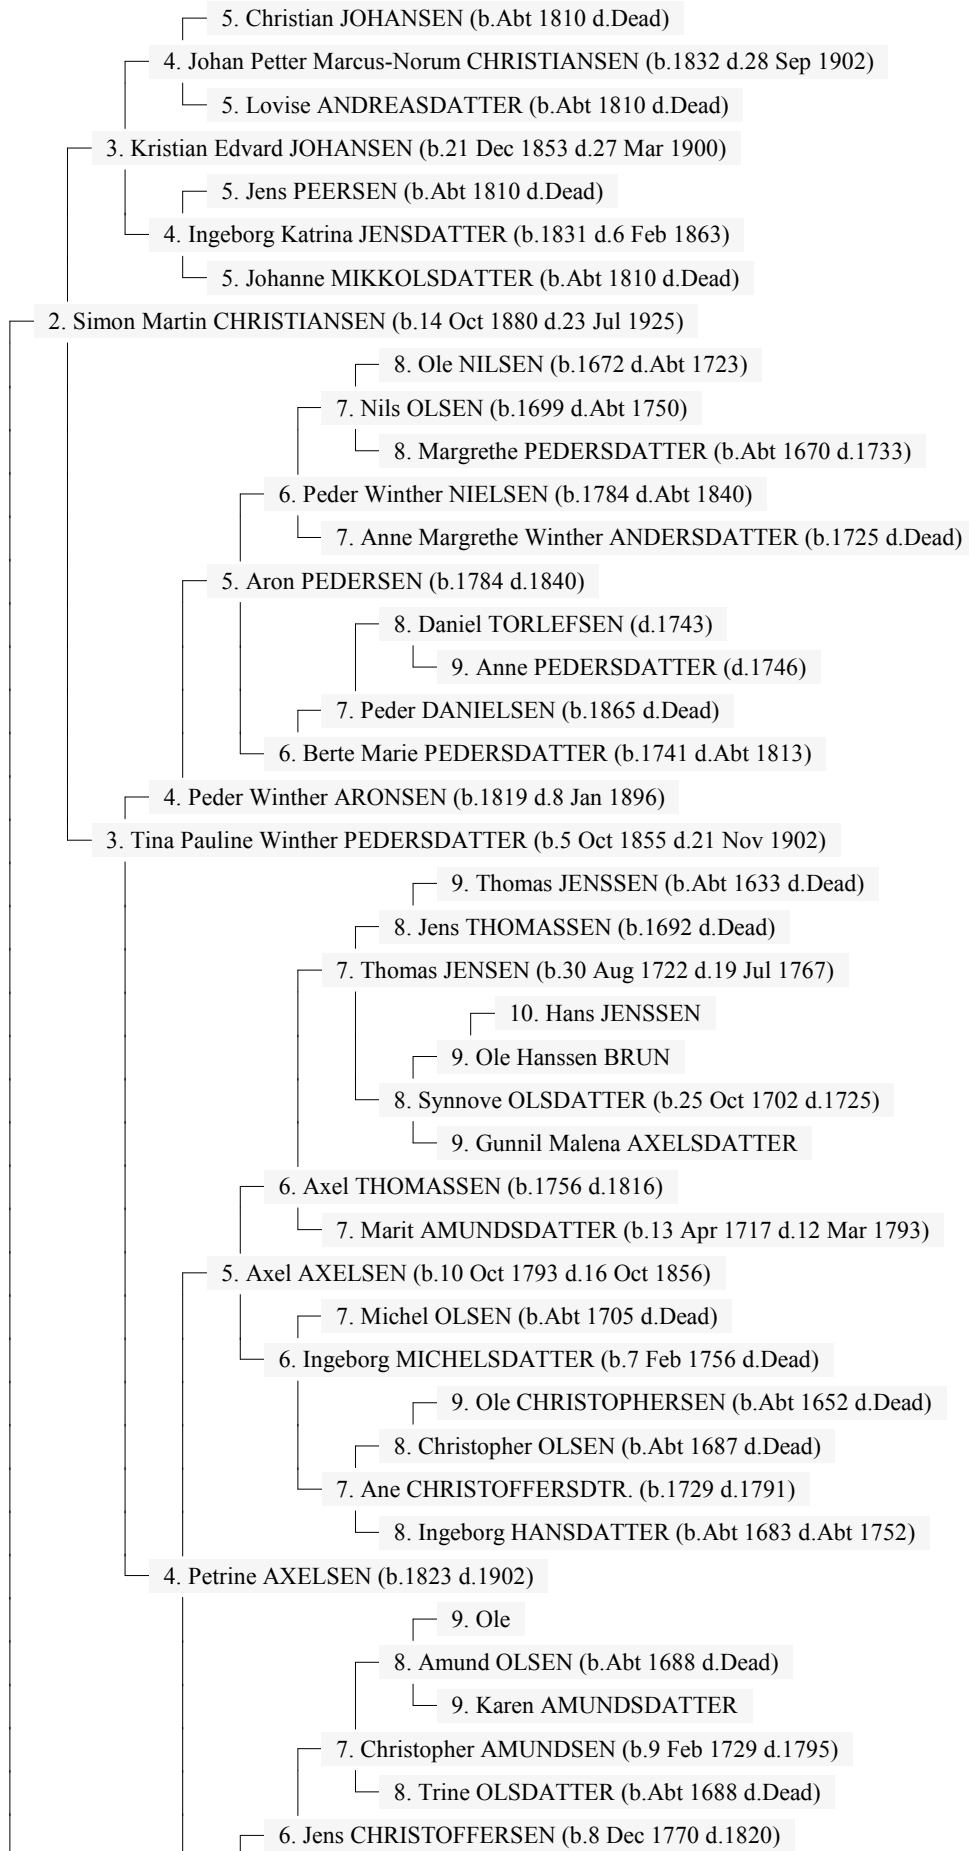 5. Christian JOHANSEN (b.Abt 1810 d.Dead)
4. Johan Petter Marcus-Norum CHRISTIANSEN (b.1832 d.28 Sep 1902)
5. Lovise ANDREASDATTER (b.Abt 1810 d.Dead)
3. Kristian Edvard JOHANSEN (b.21 Dec 1853 d.27 Mar 1900)
5. Jens PEERSEN (b.Abt 1810 d.Dead)
4. Ingeborg Katrina JENSDATTER (b.1831 d.6 Feb 1863)
5. Johanne MIKKOLSDATTER (b.Abt 1810 d.Dead)
2. Simon Martin CHRISTIANSEN (b.14 Oct 1880 d.23 Jul 1925)
8. Ole NILSEN (b.1672 d.Abt 1723)
7. Nils OLSEN (b.1699 d.Abt 1750)
8. Margrethe PEDERSDATTER (b.Abt 1670 d.1733)
6. Peder Winther NIELSEN (b.1784 d.Abt 1840)
7. Anne Margrethe Winther ANDERSDATTER (b.1725 d.Dead)
5. Aron PEDERSEN (b.1784 d.1840)
8. Daniel TORLEFSEN (d.1743)
9. Anne PEDERSDATTER (d.1746)
7. Peder DANIELSEN (b.1865 d.Dead)
6. Berte Marie PEDERSDATTER (b.1741 d.Abt 1813)
4. Peder Winther ARONSEN (b.1819 d.8 Jan 1896)
3. Tina Pauline Winther PEDERSDATTER (b.5 Oct 1855 d.21 Nov 1902)
9. Thomas JENSSEN (b.Abt 1633 d.Dead)
8. Jens THOMASSEN (b.1692 d.Dead)
7. Thomas JENSEN (b.30 Aug 1722 d.19 Jul 1767)
10. Hans JENSSEN
9. Ole Hanssen BRUN
8. Synnove OLSDATTER (b.25 Oct 1702 d.1725)
9. Gunnil Malena AXELSDATTER
6. Axel THOMASSEN (b.1756 d.1816)
7. Marit AMUNDSDATTER (b.13 Apr 1717 d.12 Mar 1793)
5. Axel AXELSEN (b.10 Oct 1793 d.16 Oct 1856)
7. Michel OLSEN (b.Abt 1705 d.Dead)
6. Ingeborg MICHELSDATTER (b.7 Feb 1756 d.Dead)
9. Ole CHRISTOPHERSEN (b.Abt 1652 d.Dead)
8. Christopher OLSEN (b.Abt 1687 d.Dead)
7. Ane CHRISTOFFERSDTR. (b.1729 d.1791)
8. Ingeborg HANSDATTER (b.Abt 1683 d.Abt 1752)
4. Petrine AXELSEN (b.1823 d.1902)
9. Ole
8. Amund OLSEN (b.Abt 1688 d.Dead)
9. Karen AMUNDSDATTER
7. Christopher AMUNDSEN (b.9 Feb 1729 d.1795)
8. Trine OLSDATTER (b.Abt 1688 d.Dead)
6. Jens CHRISTOFFERSEN (b.8 Dec 1770 d.1820)